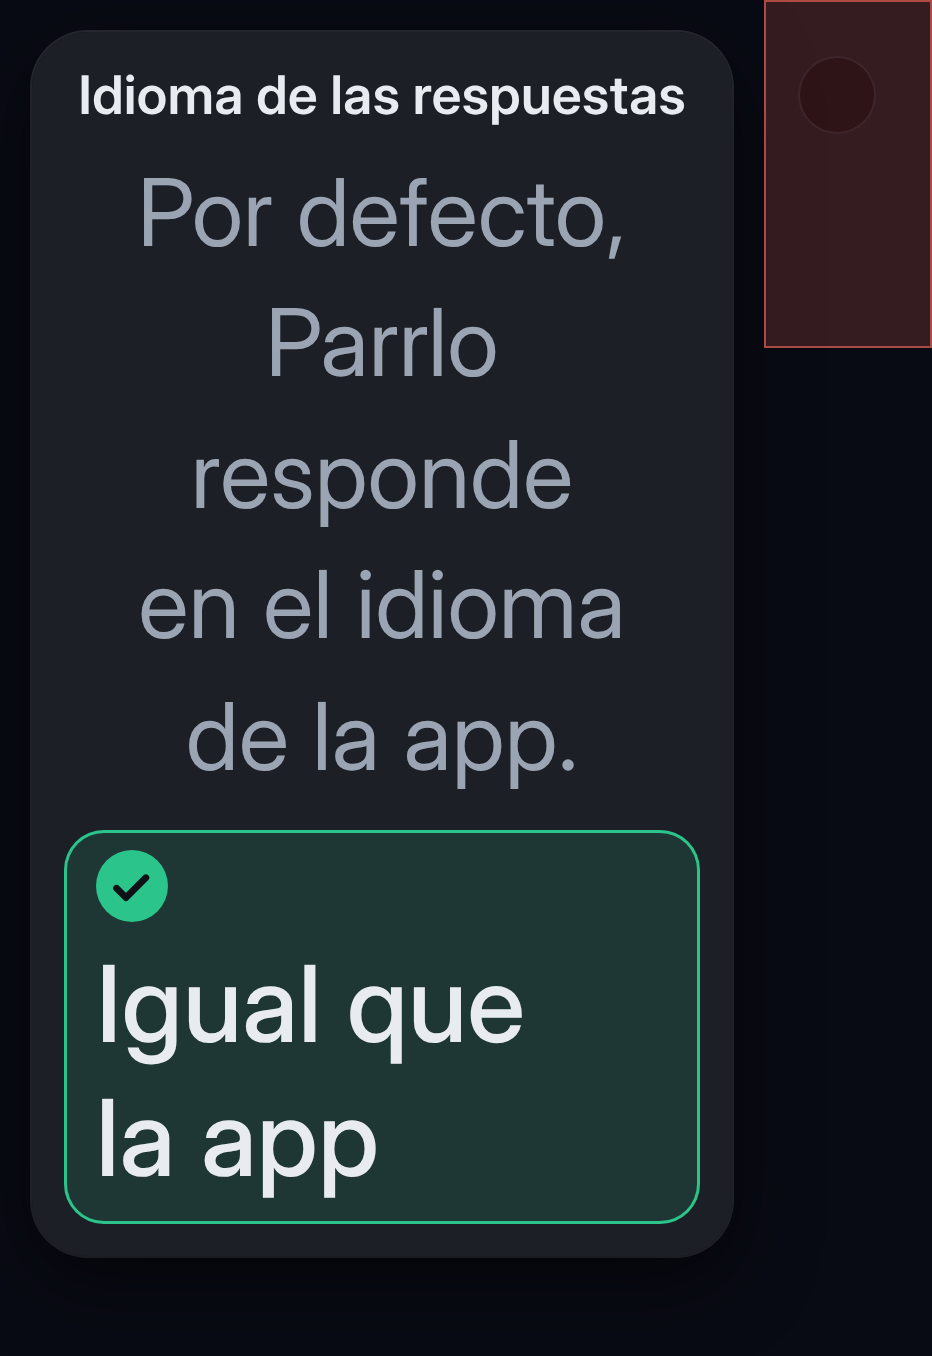 Idioma de las respuestas
Por defecto,
Parrlo
responde
en el idioma
de la app.
Igual que
la app